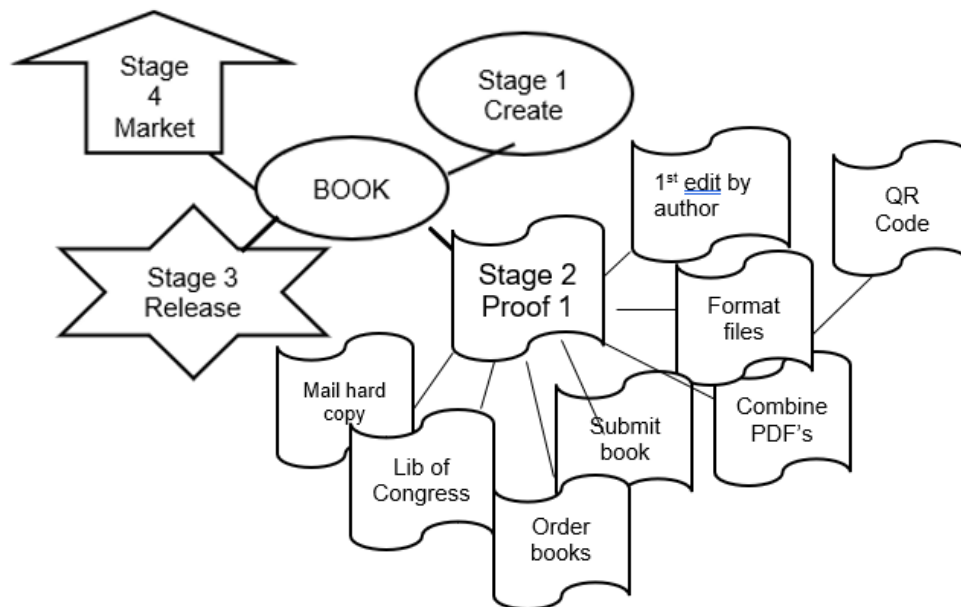 Stage
4
Market
Stage 1
Create
BOOK
Stage 3
Release
Stage 2
Proof 1
1st edit by
author
QR
Code
Format
files
Combine
PDF's
Submit
book
Order
books
Lib of
Congress
Mail hard
copy